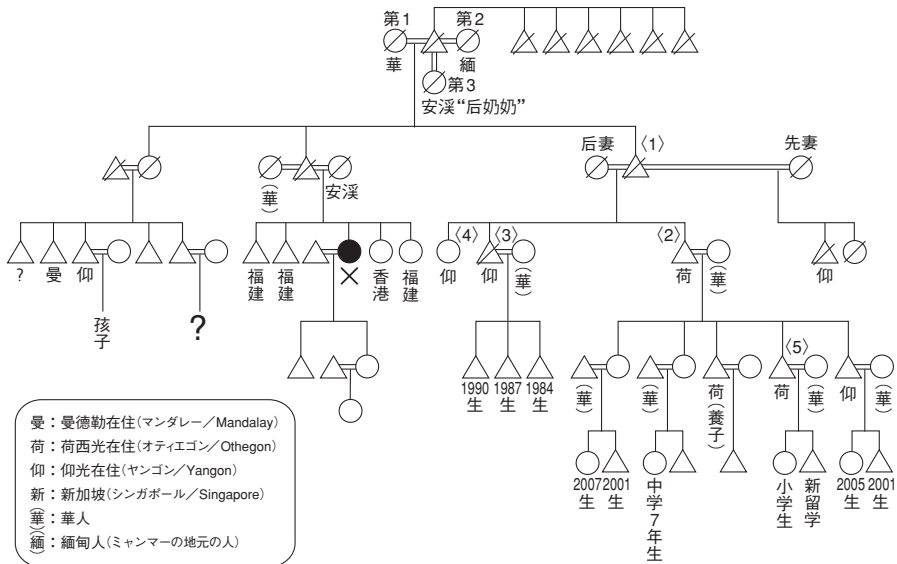 第1
第2
華
緬
第3
安渓“后奶奶”
后妻
〈1〉
先妻
(華)
安渓
〈4〉
〈3〉
〈2〉
?
曼
仰
福建
福建
×
香港
福建
仰
仰
(華)
荷
(華)
仰
孩子
?
1990生
1987生
1984生
〈5〉
(華)
(華)
荷(養子)
荷
(華)
仰
(華)
2007生
2001生
中学7年生
小学生
新留学
2005生
2001生
曼：曼德勒在住(マンダレー／Mandalay)
荷：荷西光在住(オティエゴン／Othegon)
仰：仰光在住(ヤンゴン／Yangon)
新：新加坡(シンガポール／Singapore)
(華)：華人
(緬)：緬甸人(ミャンマーの地元の人)